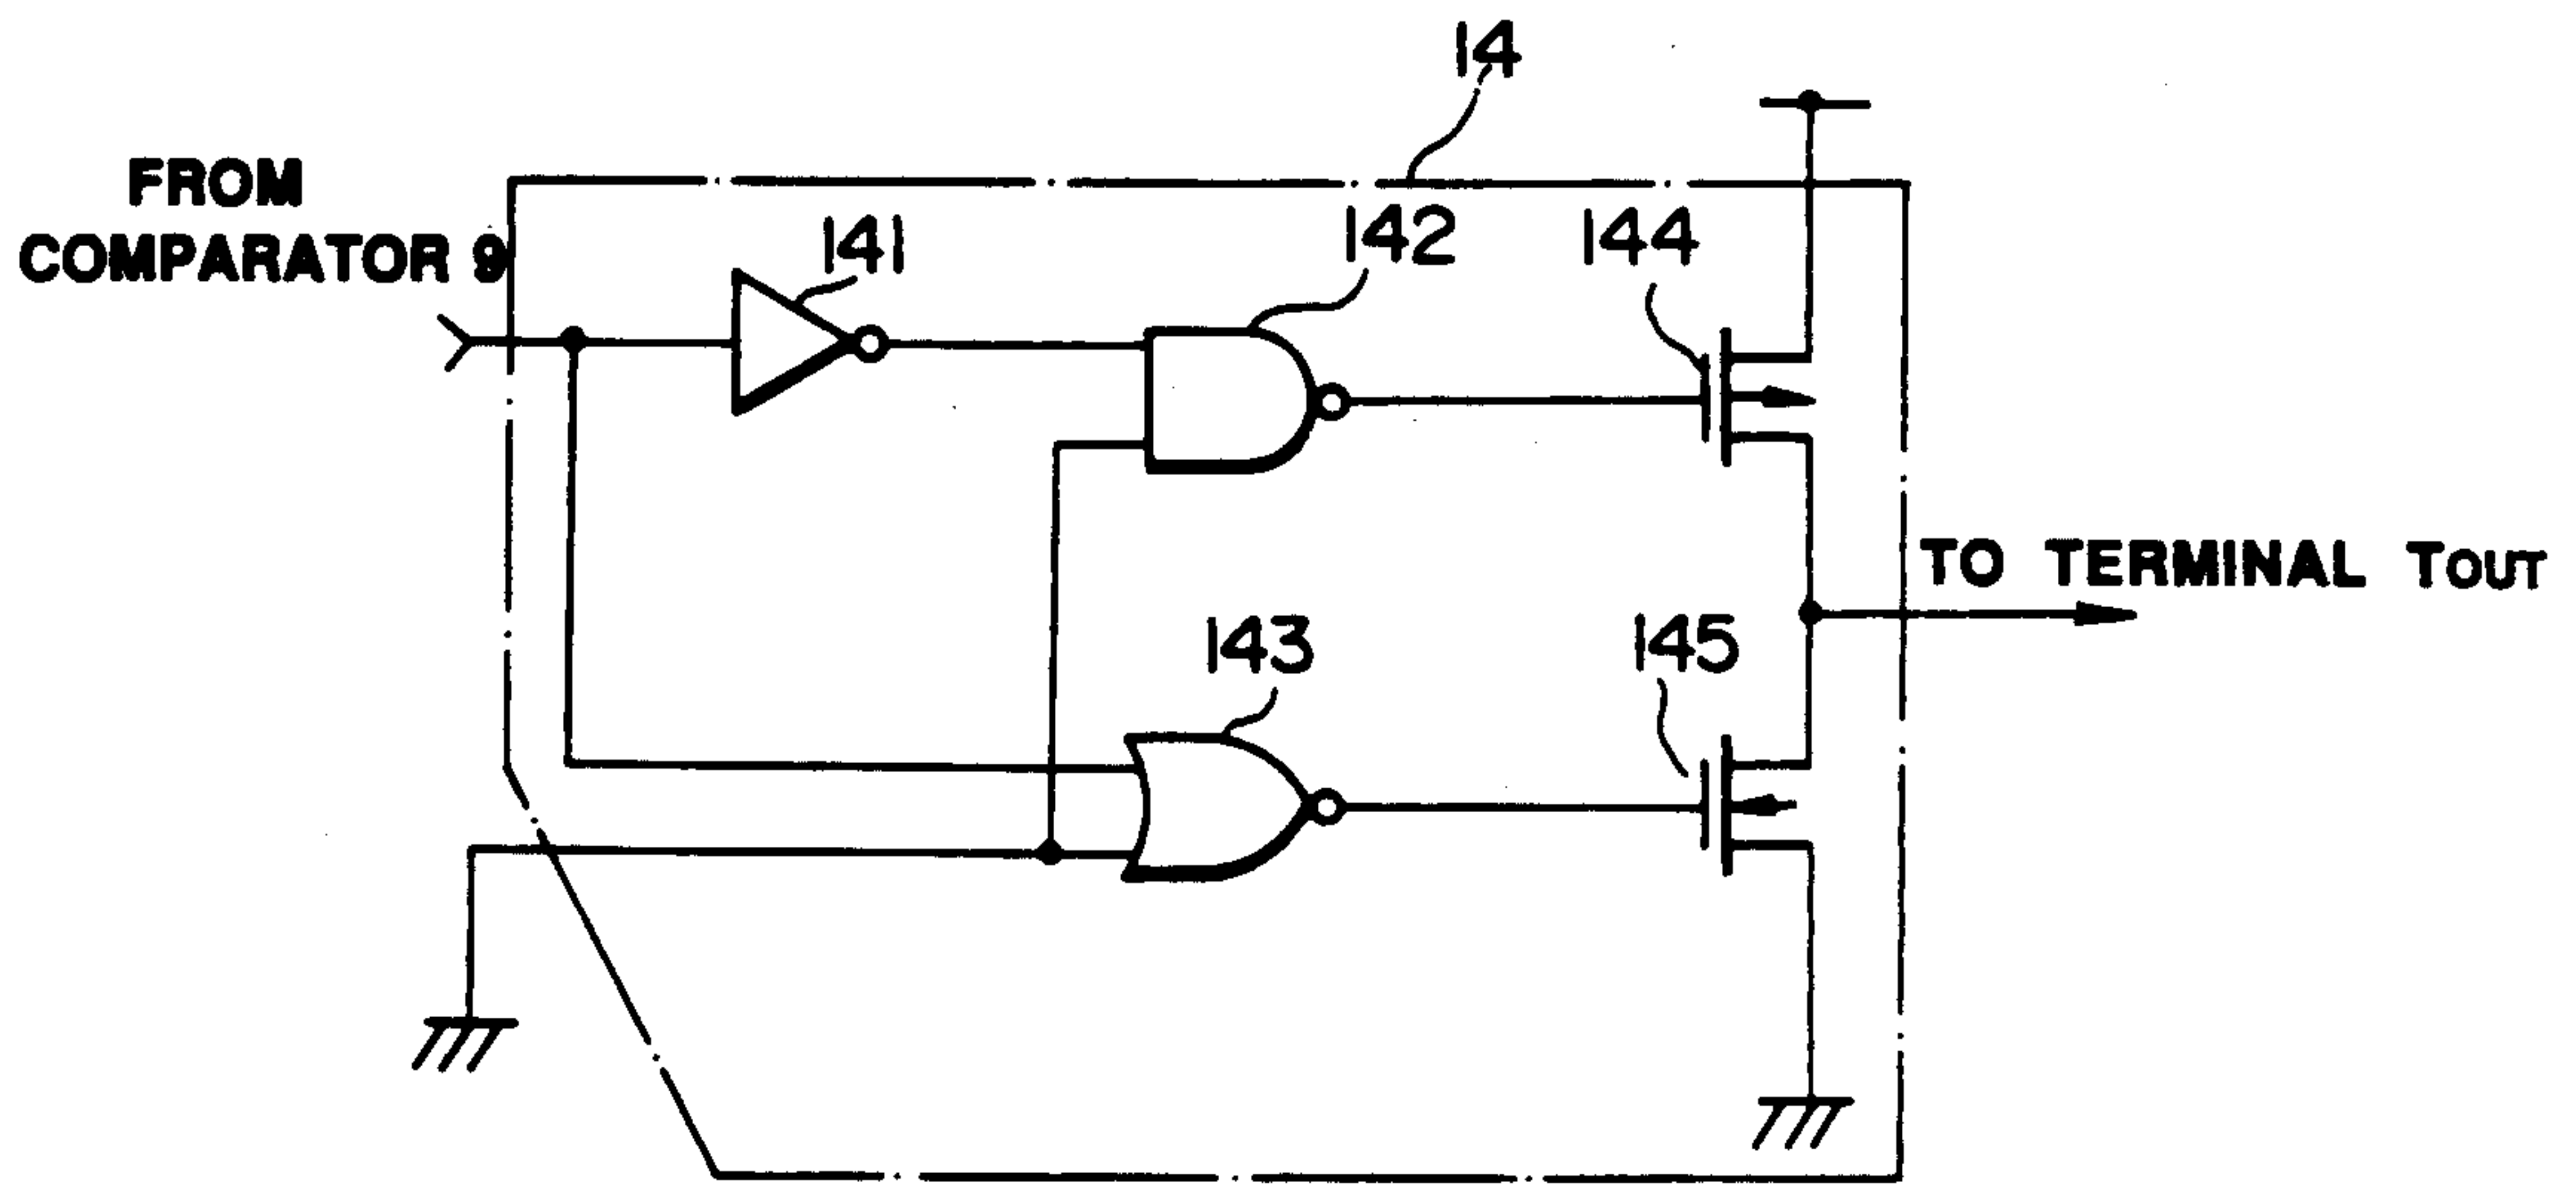 14
FROM
COMPARATOR 9
141
142
144
TO TERMINAL TOUT
143
145